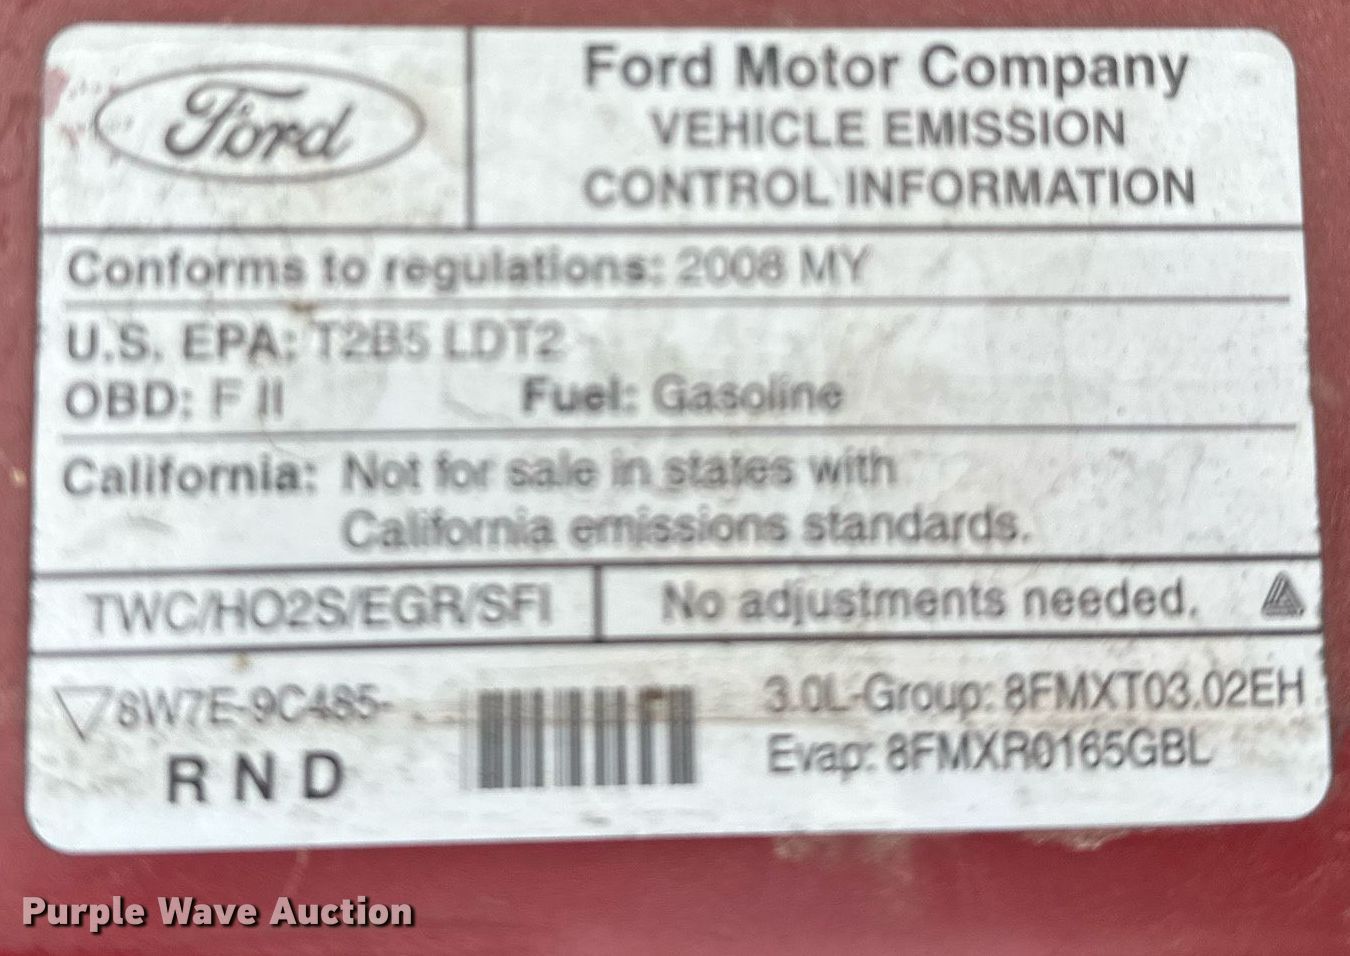 Ford
Ford Motor Company
VEHICLE EMISSION
CONTROL INFORMATION
Conforms to regulations: 2008 MY
U.S. EPA: T2B5 LDT2
OBD: F II Fuel: Gasoline
California: Not for sale in states with
California emissions standards.
TWC/HO2S/EGR/SFI
No adjustments needed.
8W7E-9C485-
R N D
3.0L-Group: 8FMXT03.02EH
Evap: 8FMXR0165GBL
Purple Wave Auction